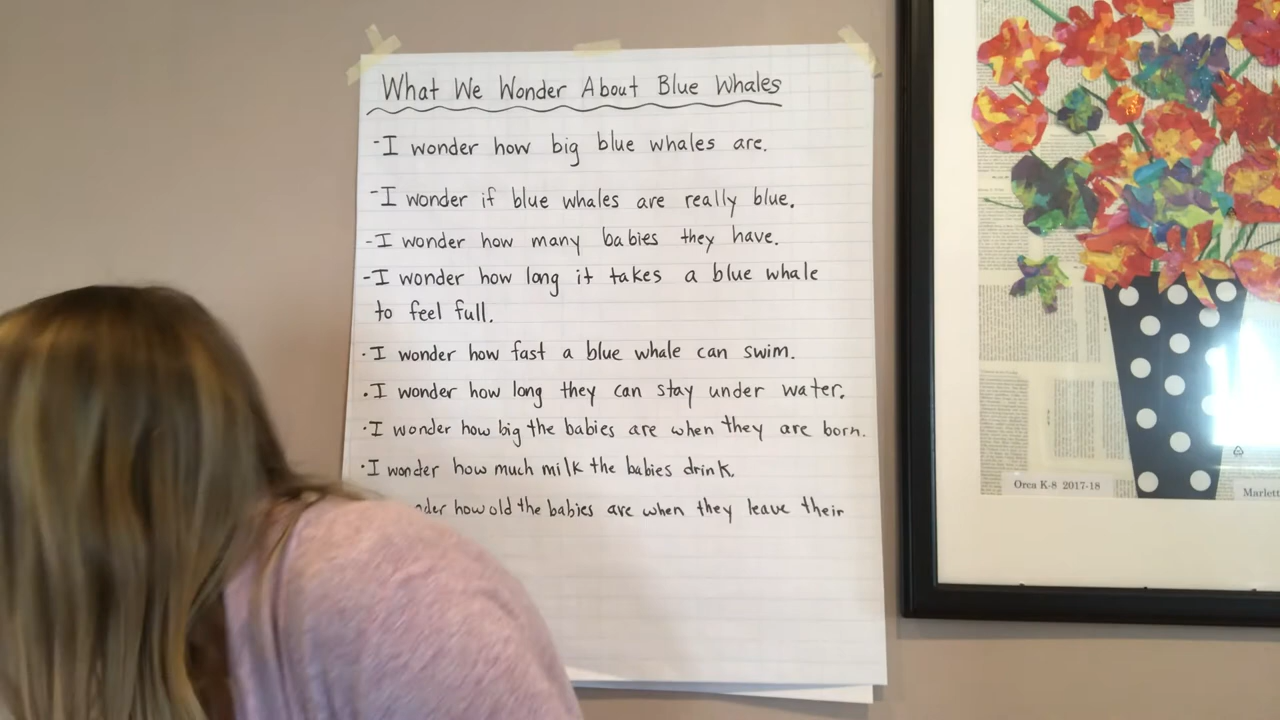 What We Wonder About Blue Whales
-I wonder how big blue whales are.
-I wonder if blue whales are really blue.
-I wonder how many babies they have.
-I wonder how long it takes a blue whale
to feel full.
·I wonder how fast a blue whale can swim.
·I wonder how long they can stay under water.
·I wonder how big the babies are when they are born.
·I wonder how much milk the babies drink.
how old the babies are when they leave their
Orca K-8 2017-18
Marlett